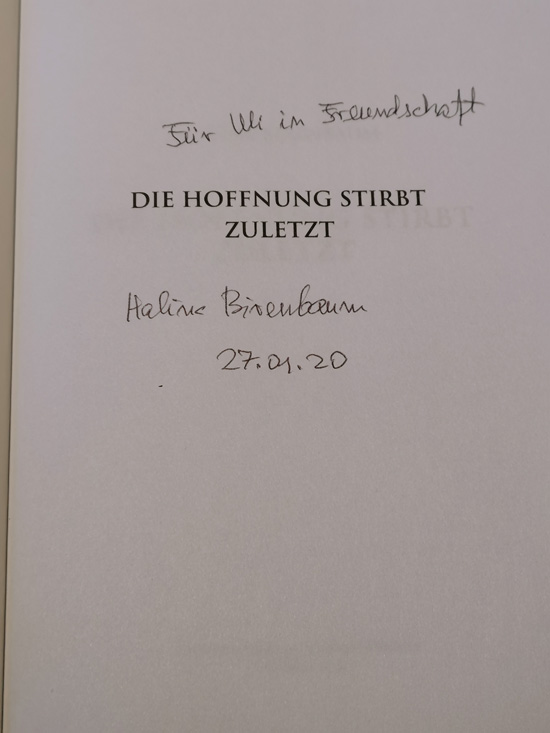 Für Uli in Freundschaft
DIE HOFFNUNG STIRBT
ZULETZT
Halina Birenbaum
27.01.20